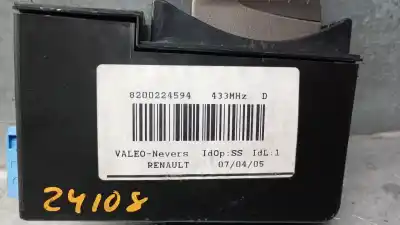 8200224594 433MHz D
VALEO-Nevers IdOp:SS IdL:1
RENAULT 07/04/05
24108